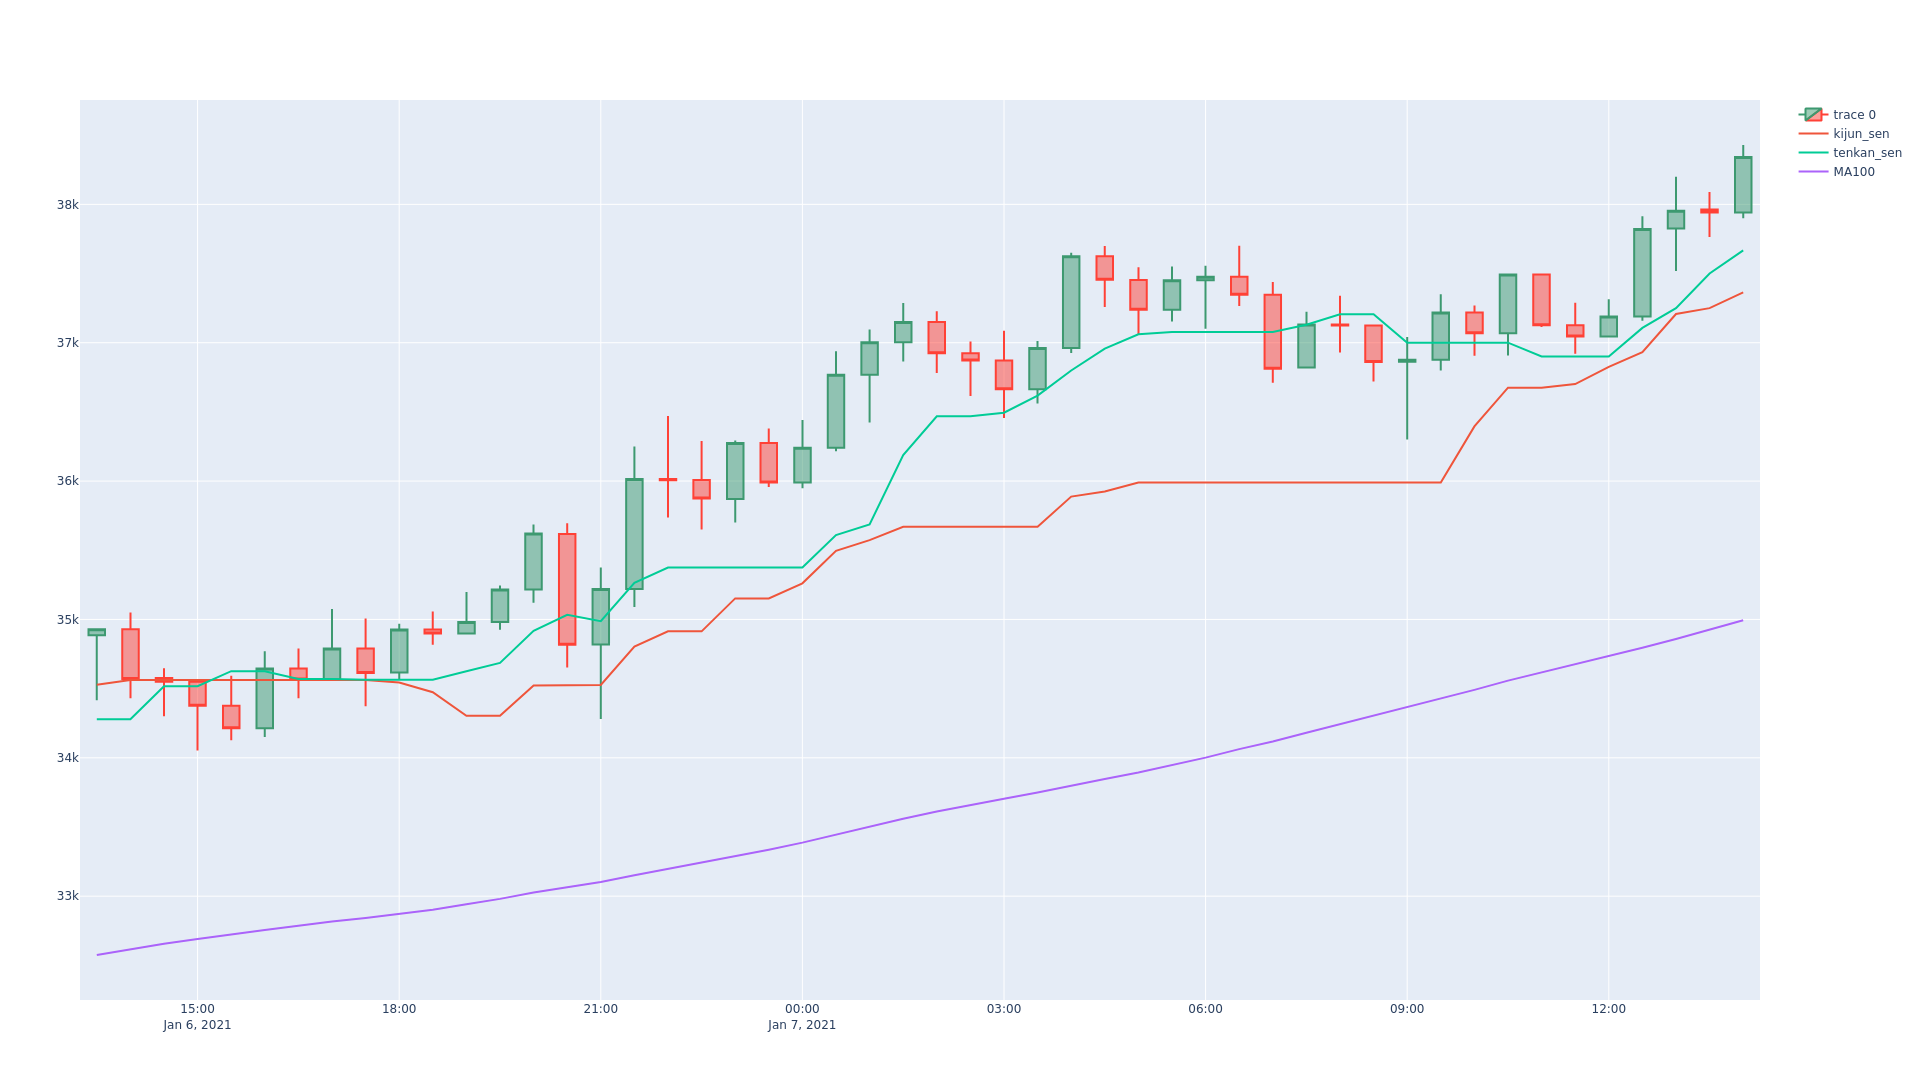 trace 0
kijun_sen
tenkan_sen
MA100
38k
37k
36k
35k
34k
33k
15:00 18:00 21:00 00:00 03:00 06:00 09:00 12:00
Jan 6, 2021 Jan 7, 2021